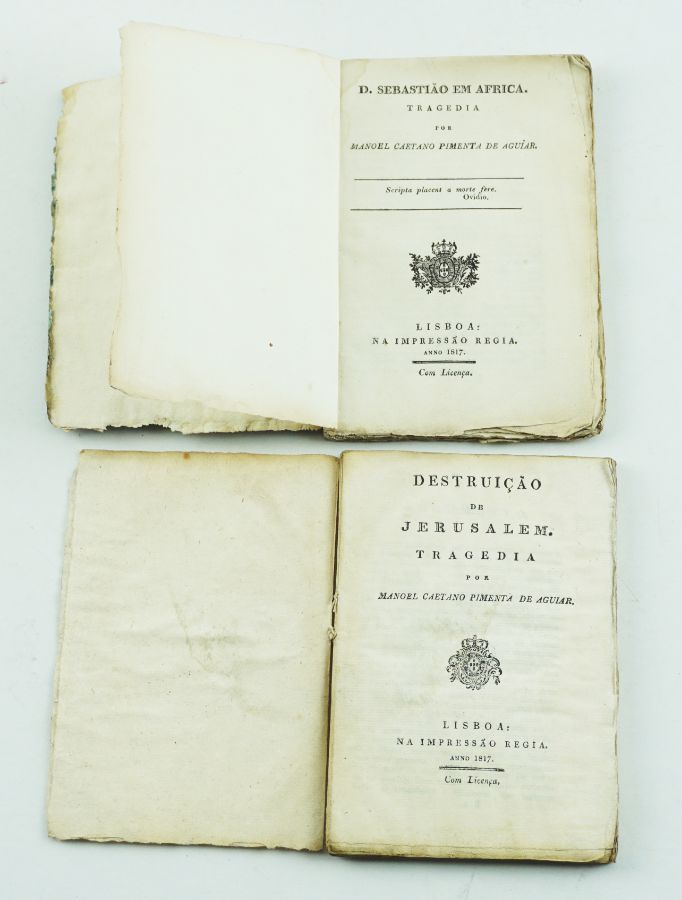 D. SEBASTIÃO EM AFRICA.
TRAGEDIA
POR
MANOEL CAETANO PIMENTA DE AGUIAR.
Scripta placent a morte fere.
Ovidio.
LISBOA:
NA IMPRESSÃO REGIA.
ANNO 1817.
Com Licença.
DESTRUIÇÃO
DE
JERUSALEM.
TRAGEDIA
POR
MANOEL CAETANO PIMENTA DE AGUIAR.
LISBOA:
NA IMPRESSÃO REGIA.
ANNO 1817.
Com Licença.